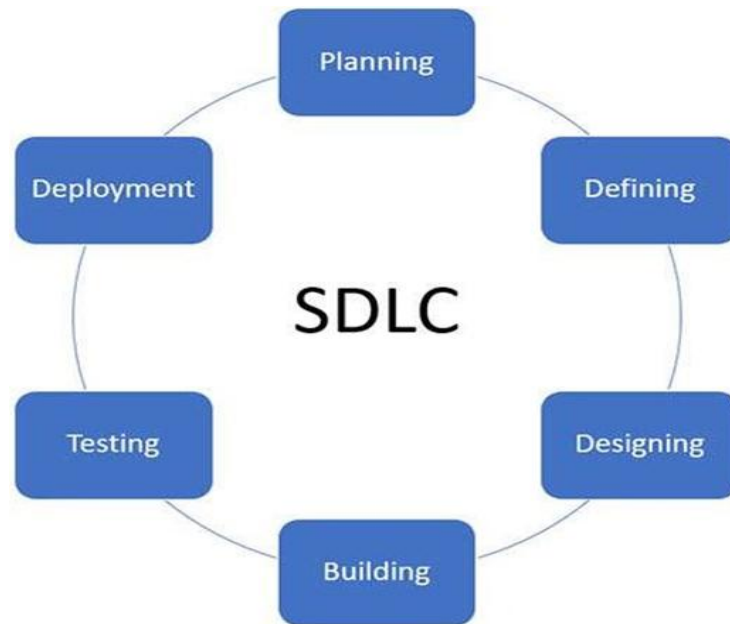 Planning
Defining
Designing
Building
Testing
Deployment
SDLC